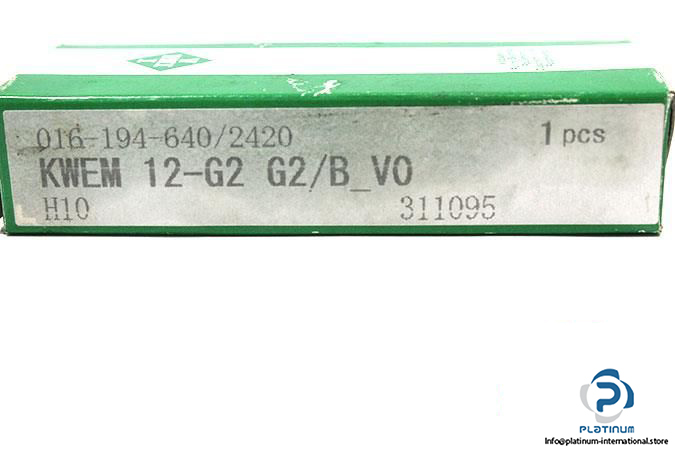 016-194-640/2420
1 pcs
KWEM 12-G2 G2/B_V0
H10
311095
PLATINUM
info@platinum-international.store